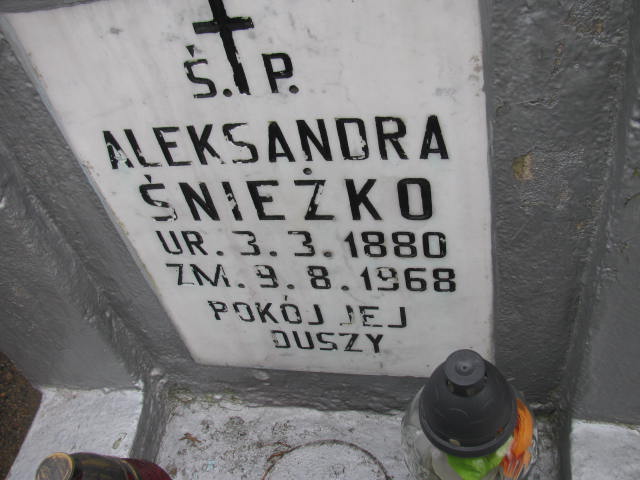 Ś.P.
ALEKSANDRA
ŚNIEŻKO
UR. 3.3.1880
ZM. 9.8.1968
POKÓJ JEJ
DUSZY